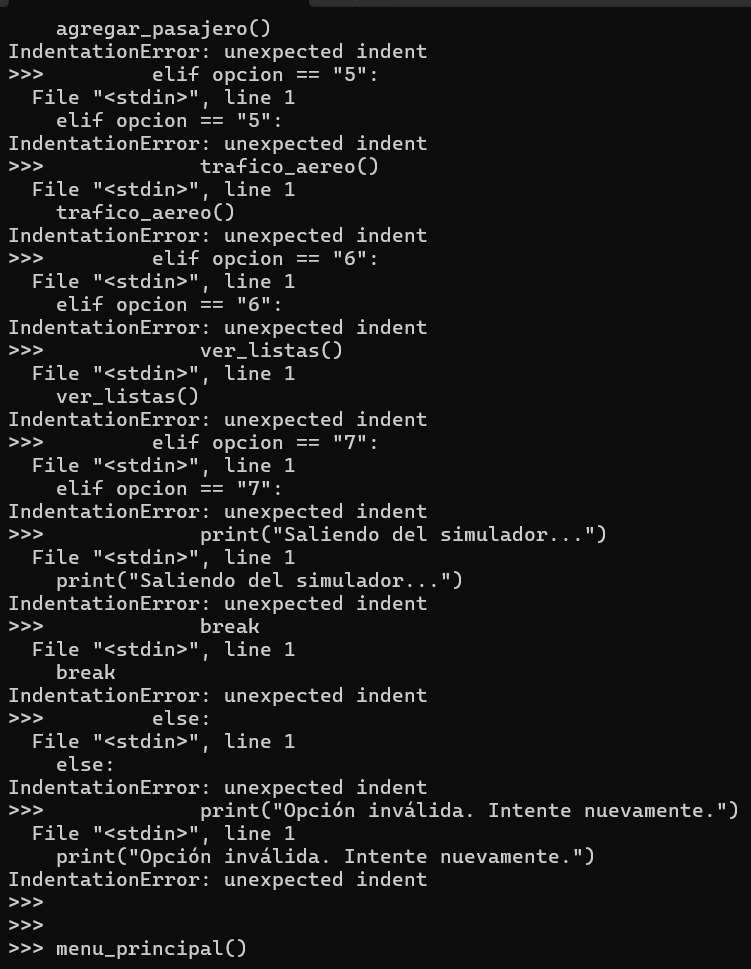 agregar_pasajero()
IndentationError: unexpected indent
>>>         elif opcion == "5":
  File "<stdin>", line 1
    elif opcion == "5":
IndentationError: unexpected indent
>>>             trafico_aereo()
  File "<stdin>", line 1
    trafico_aereo()
IndentationError: unexpected indent
>>>         elif opcion == "6":
  File "<stdin>", line 1
    elif opcion == "6":
IndentationError: unexpected indent
>>>             ver_listas()
  File "<stdin>", line 1
    ver_listas()
IndentationError: unexpected indent
>>>         elif opcion == "7":
  File "<stdin>", line 1
    elif opcion == "7":
IndentationError: unexpected indent
>>>             print("Saliendo del simulador...")
  File "<stdin>", line 1
    print("Saliendo del simulador...")
IndentationError: unexpected indent
>>>             break
  File "<stdin>", line 1
    break
IndentationError: unexpected indent
>>>         else:
  File "<stdin>", line 1
    else:
IndentationError: unexpected indent
>>>             print("Opción inválida. Intente nuevamente.")
  File "<stdin>", line 1
    print("Opción inválida. Intente nuevamente.")
IndentationError: unexpected indent
>>>
>>>
>>> menu_principal()